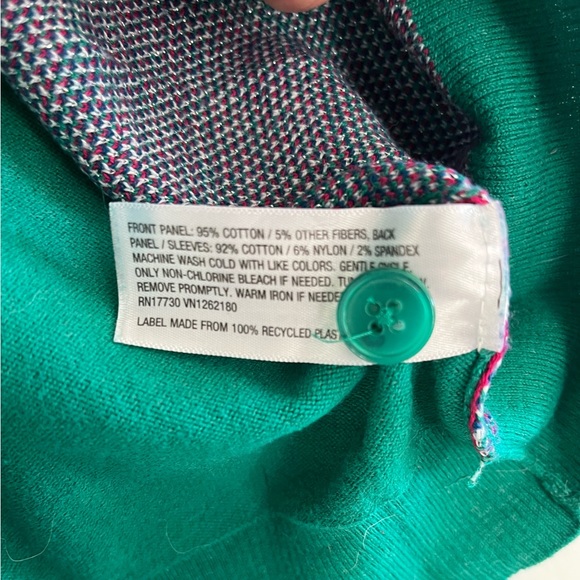 FRONT PANEL: 95% COTTON / 5% OTHER FIBERS, BACK
PANEL / SLEEVES: 92% COTTON / 6% NYLON / 2% SPANDEX
MACHINE WASH COLD WITH LIKE COLORS. GENTLE CYCLE.
ONLY NON-CHLORINE BLEACH IF NEEDED.
REMOVE PROMPTLY. WARM IRON IF NEEDED
RN17730 VN1262180
LABEL MADE FROM 100% RECYCLED